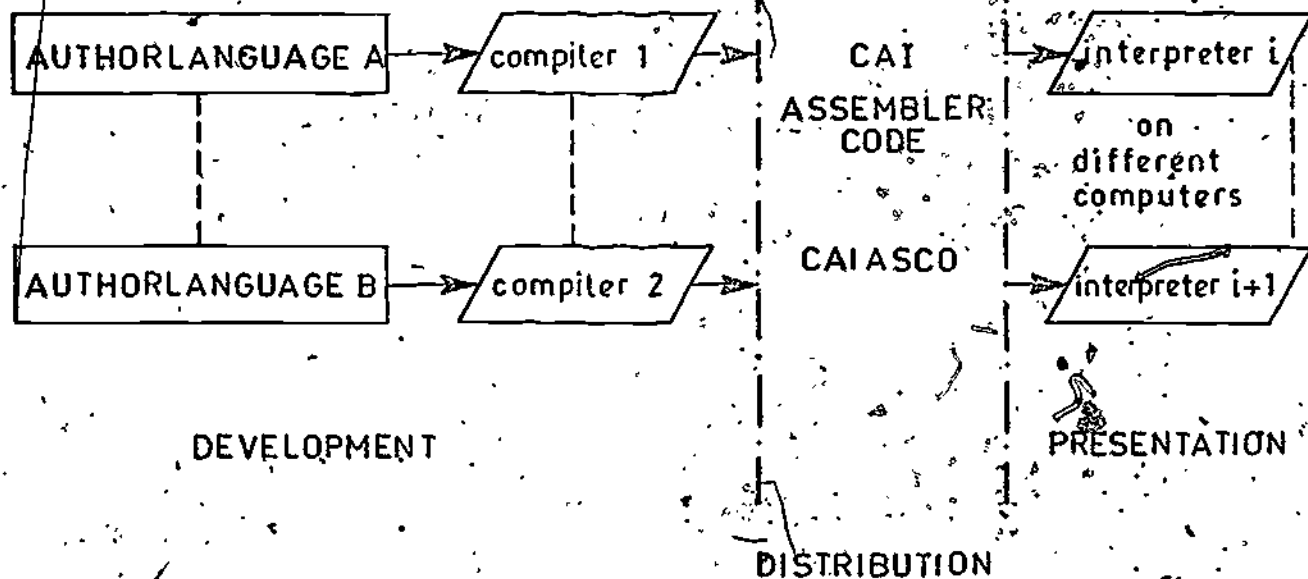 AUTHORLANGUAGE A
compiler 1
CAI
ASSEMBLER
CODE
interpreter i
on
different
computers
AUTHORLANGUAGE B
compiler 2
CAIASCO
interpreter i+1
DEVELOPMENT
PRESENTATION
DISTRIBUTION